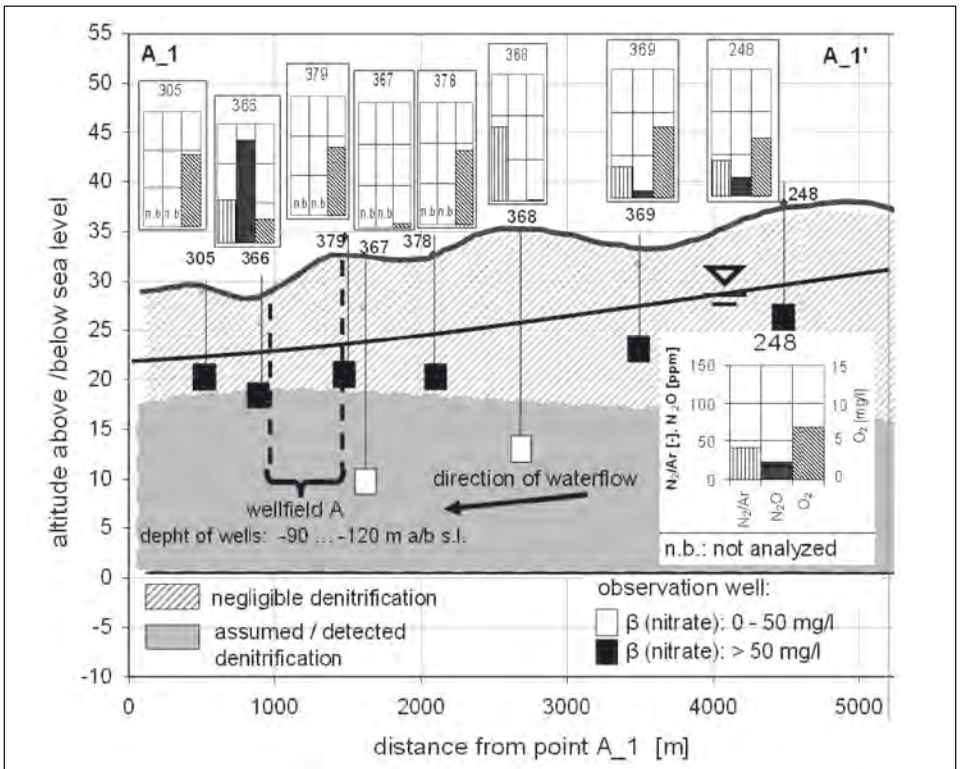 A_1
A_1'
305
366
379
367
378
368
369
248
n.b n.b
n.b n.b
n.b n.b
n.b n.b
305
366
379
367
378
368
369
248
altitude above /below sea level
55
50
45
40
35
30
25
20
15
10
5
0
-5
-10
direction of waterflow
wellfield A
depht of wells: -90 ... -120 m a/b s.l.
248
N₂/Ar [-], N₂O [ppm]
150
100
50
0
15
10
5
0
O₂ [mg/l]
N₂/Ar
N₂O
O₂
n.b.: not analyzed
negligible denitrification
assumed / detected
denitrification
observation well:
β (nitrate): 0 - 50 mg/l
β (nitrate): > 50 mg/l
0
1000
2000
3000
4000
5000
distance from point A_1 [m]